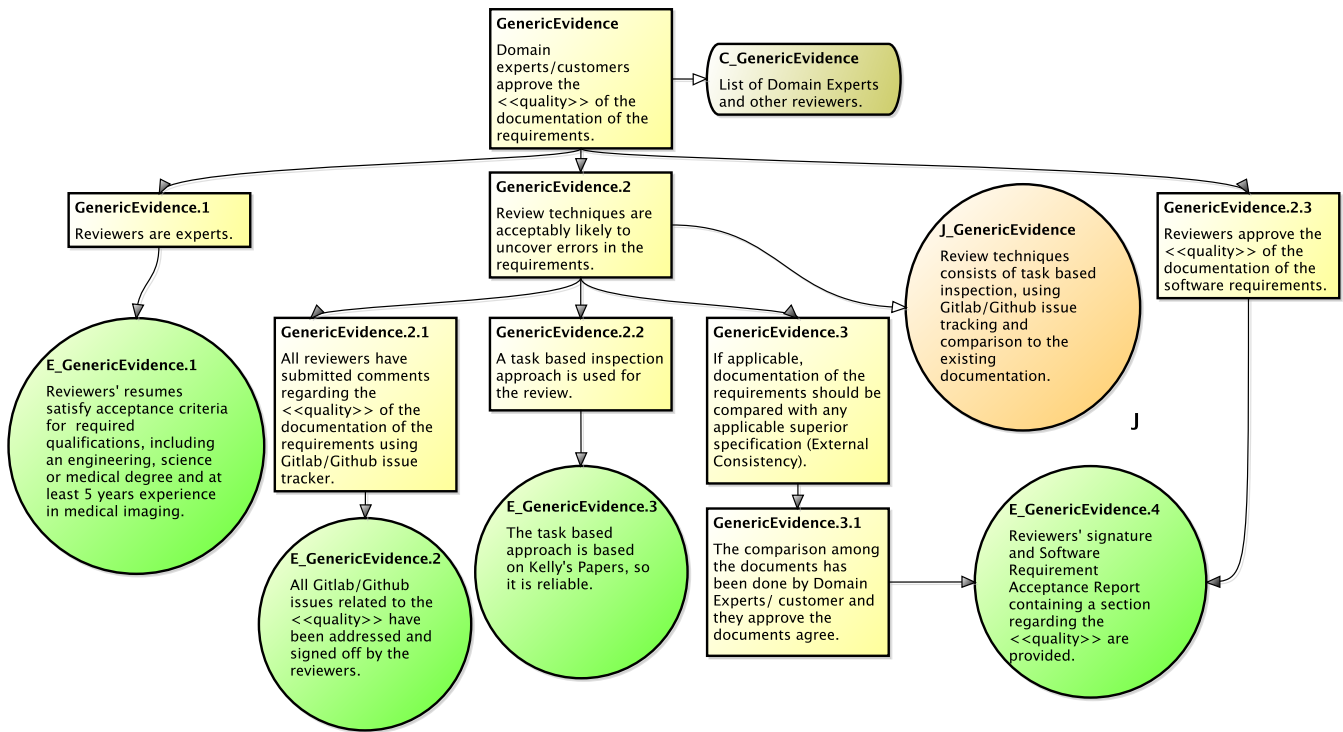 GenericEvidence
Domain
experts/customers
approve the
<<quality>> of the
documentation of the
requirements.
C_GenericEvidence
List of Domain Experts
and other reviewers.
GenericEvidence.1
Reviewers are experts.
GenericEvidence.2
Review techniques are
acceptably likely to
uncover errors in the
requirements.
J_GenericEvidence
Review techniques
consists of task based
inspection, using
Gitlab/Github issue
tracking and
comparison to the
existing
documentation.
J
GenericEvidence.2.3
Reviewers approve the
<<quality>> of the
documentation of the
software requirements.
E_GenericEvidence.1
Reviewers' resumes
satisfy acceptance criteria
for  required
qualifications, including
an engineering, science
or medical degree and at
least 5 years experience
in medical imaging.
GenericEvidence.2.1
All reviewers have
submitted comments
regarding the
<<quality>> of the
documentation of the
requirements using
Gitlab/Github issue
tracker.
GenericEvidence.2.2
A task based inspection
approach is used for
the review.
GenericEvidence.3
If applicable,
documentation of the
requirements should be
compared with any
applicable superior
specification (External
Consistency).
E_GenericEvidence.2
All Gitlab/Github
issues related to the
<<quality>> have
been addressed and
signed off by the
reviewers.
E_GenericEvidence.3
The task based
approach is based
on Kelly's Papers, so
it is reliable.
GenericEvidence.3.1
The comparison among
the documents has
been done by Domain
Experts/ customer and
they approve the
documents agree.
E_GenericEvidence.4
Reviewers' signature
and Software
Requirement
Acceptance Report
containing a section
regarding the
<<quality>> are
provided.